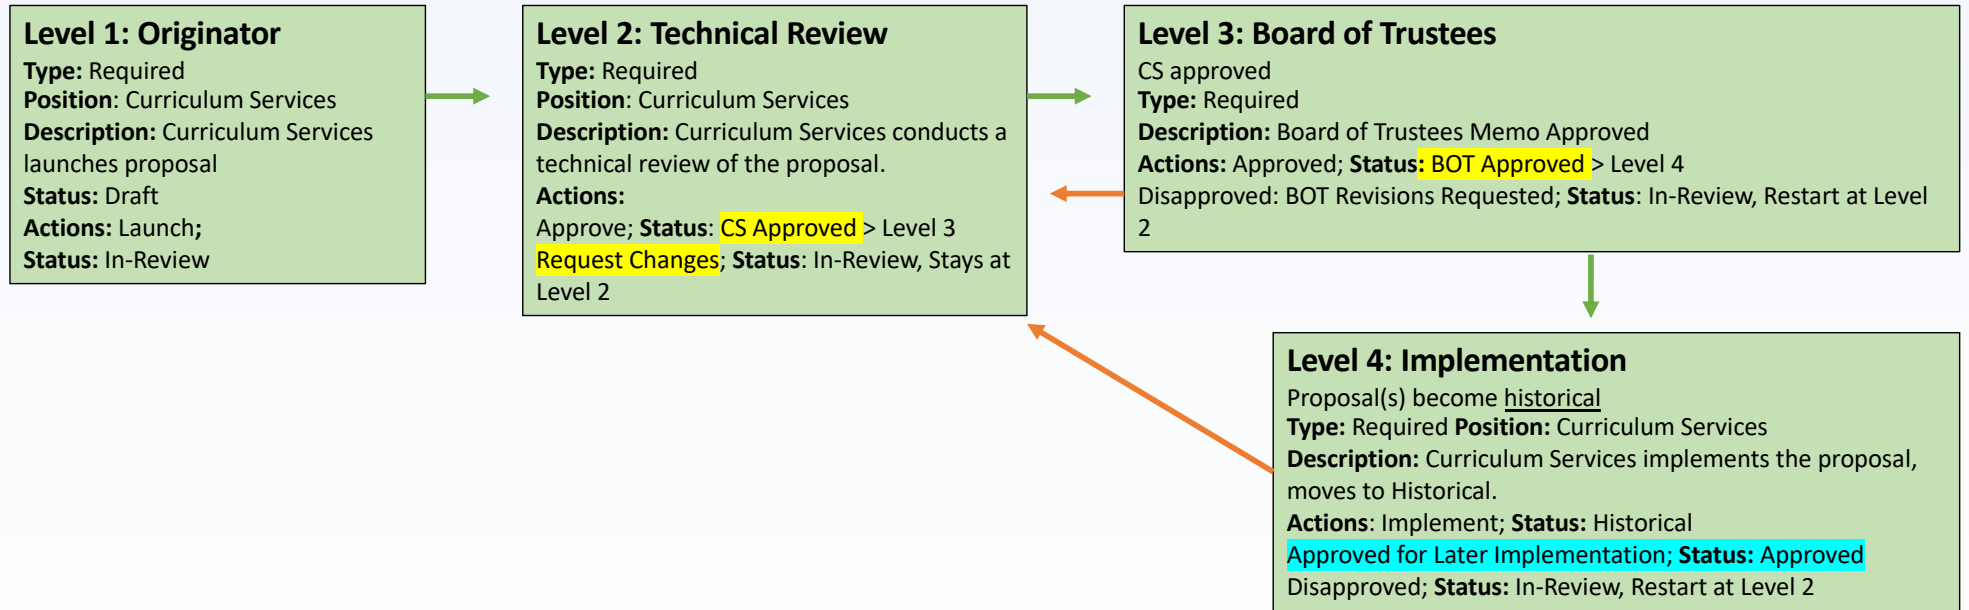 Level 1: Originator
Type: Required
Position: Curriculum Services
Description: Curriculum Services
launches proposal
Status: Draft
Actions: Launch;
Status: In-Review
Level 2: Technical Review
Type: Required
Position: Curriculum Services
Description: Curriculum Services conducts a
technical review of the proposal.
Actions:
Approve; Status: CS Approved > Level 3
Request Changes; Status: In-Review, Stays at
Level 2
Level 3: Board of Trustees
CS approved
Type: Required
Description: Board of Trustees Memo Approved
Actions: Approved; Status: BOT Approved > Level 4
Disapproved: BOT Revisions Requested; Status: In-Review, Restart at Level
2
Level 4: Implementation
Proposal(s) become historical
Type: Required Position: Curriculum Services
Description: Curriculum Services implements the proposal,
moves to Historical.
Actions: Implement; Status: Historical
Approved for Later Implementation; Status: Approved
Disapproved; Status: In-Review, Restart at Level 2